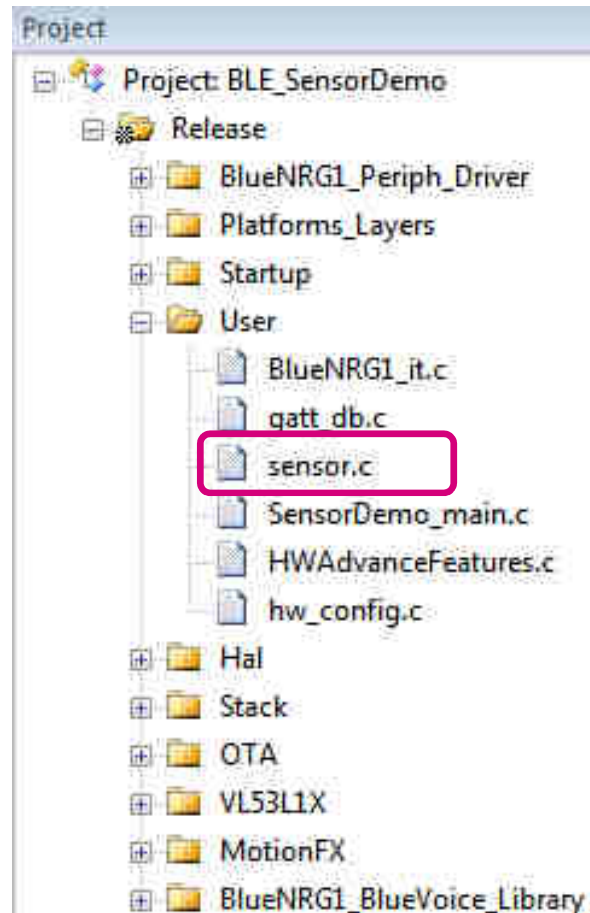 Project
Project: BLE_SensorDemo
Release
BlueNRG1_Periph_Driver
Platforms_Layers
Startup
User
BlueNRG1_it.c
gatt_db.c
sensor.c
SensorDemo_main.c
HWAdvanceFeatures.c
hw_config.c
Hal
Stack
OTA
VL53L1X
MotionFX
BlueNRG1_BlueVoice_Library